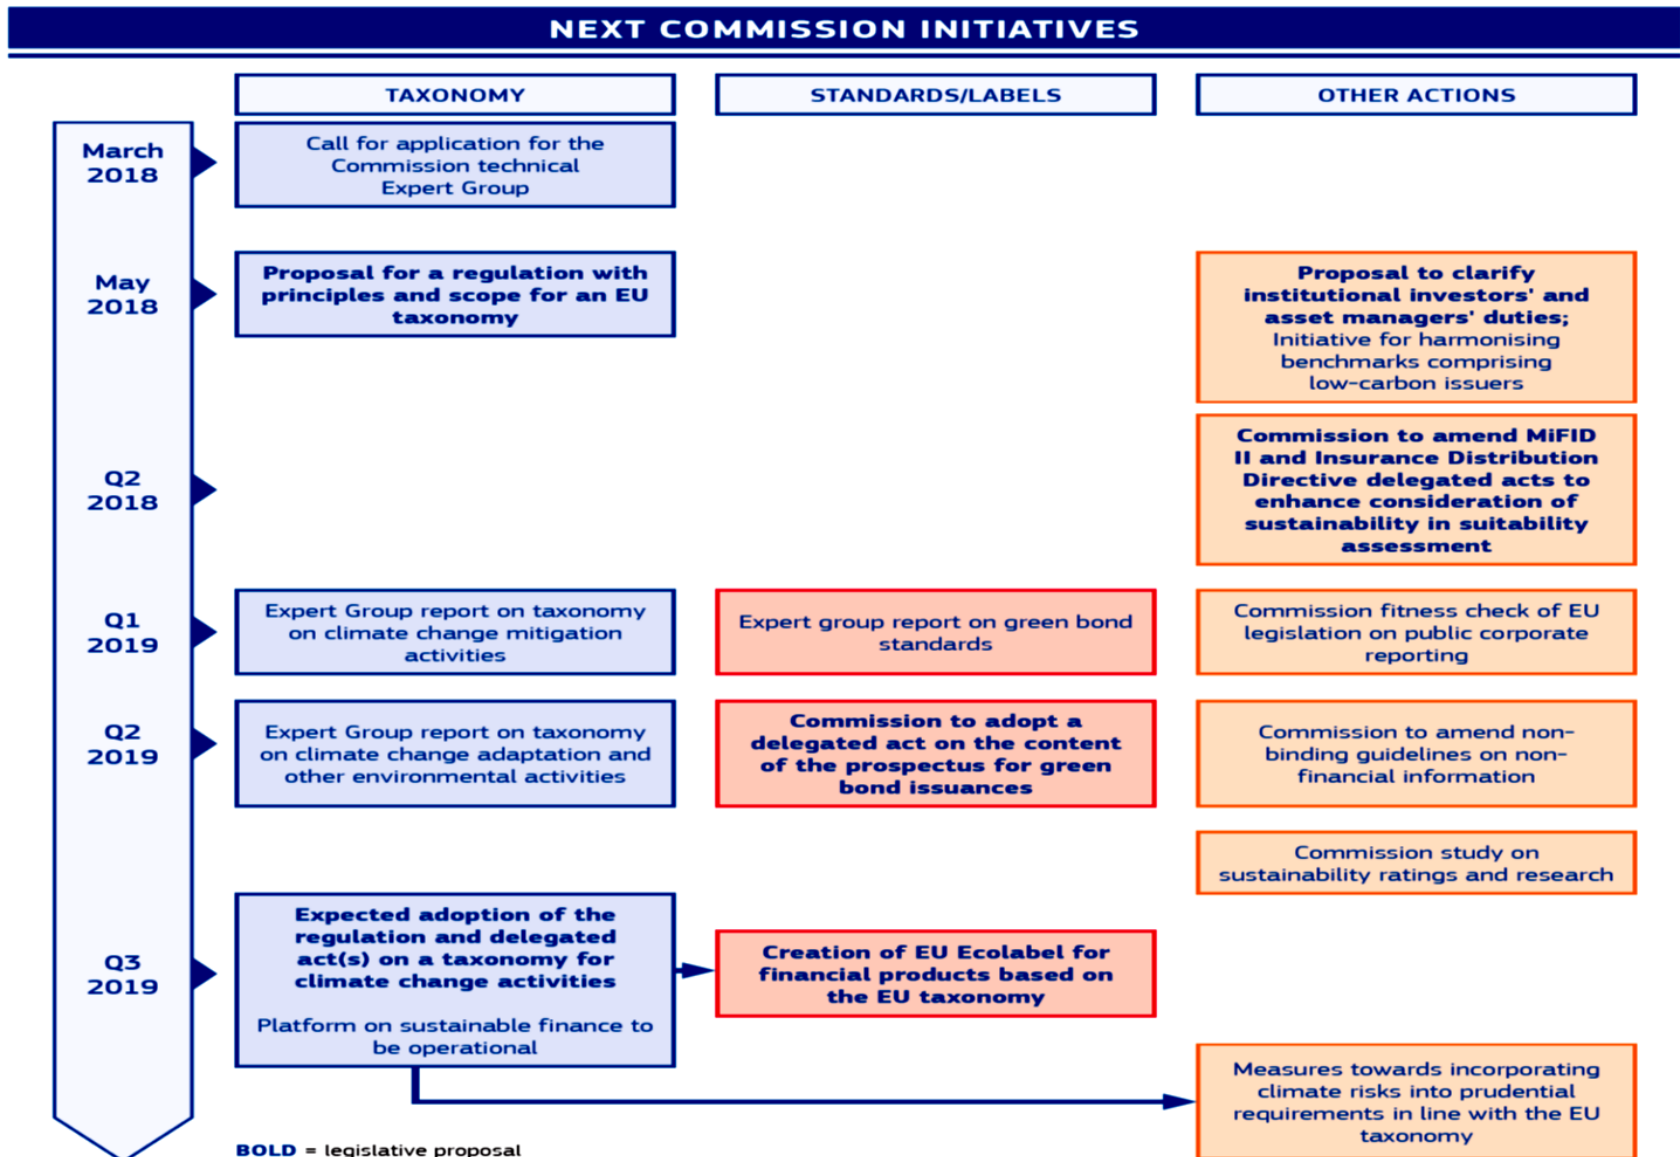 NEXT COMMISSION INITIATIVES
TAXONOMY
STANDARDS/LABELS
OTHER ACTIONS
March
2018
Call for application for the
Commission technical
Expert Group
May
2018
Proposal for a regulation with
principles and scope for an EU
taxonomy
Proposal to clarify
institutional investors' and
asset managers' duties;
Initiative for harmonising
benchmarks comprising
low-carbon issuers
Q2
2018
Commission to amend MiFID
II and Insurance Distribution
Directive delegated acts to
enhance consideration of
sustainability in suitability
assessment
Q1
2019
Expert Group report on taxonomy
on climate change mitigation
activities
Expert group report on green bond
standards
Commission fitness check of EU
legislation on public corporate
reporting
Q2
2019
Expert Group report on taxonomy
on climate change adaptation and
other environmental activities
Commission to adopt a
delegated act on the content
of the prospectus for green
bond issuances
Commission to amend non-
binding guidelines on non-
financial information
Commission study on
sustainability ratings and research
Q3
2019
Expected adoption of the
regulation and delegated
act(s) on a taxonomy for
climate change activities
Platform on sustainable finance to
be operational
Creation of EU Ecolabel for
financial products based on
the EU taxonomy
Measures towards incorporating
climate risks into prudential
requirements in line with the EU
taxonomy
BOLD = legislative proposal